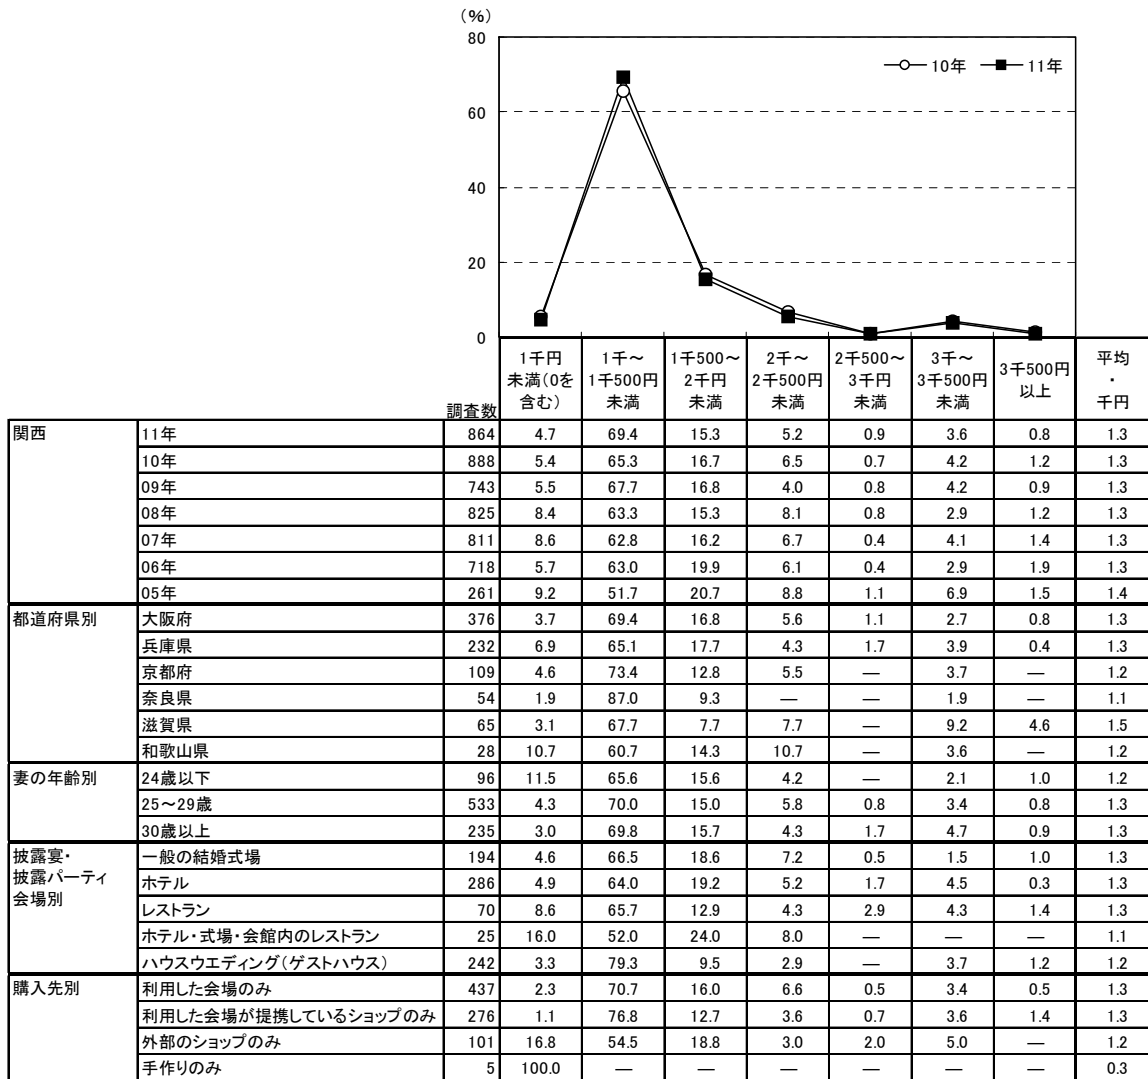 (%)
80
60
40
20
0
10年 11年
調査数 1千円未満(0を含む) 1千～1千500円未満 1千500～2千円未満 2千～2千500円未満 2千500～3千円未満 3千～3千500円未満 3千500円以上 平均・千円
関西 11年 864 4.7 69.4 15.3 5.2 0.9 3.6 0.8 1.3
10年 888 5.4 65.3 16.7 6.5 0.7 4.2 1.2 1.3
09年 743 5.5 67.7 16.8 4.0 0.8 4.2 0.9 1.3
08年 825 8.4 63.3 15.3 8.1 0.8 2.9 1.2 1.3
07年 811 8.6 62.8 16.2 6.7 0.4 4.1 1.4 1.3
06年 718 5.7 63.0 19.9 6.1 0.4 2.9 1.9 1.3
05年 261 9.2 51.7 20.7 8.8 1.1 6.9 1.5 1.4
都道府県別 大阪府 376 3.7 69.4 16.8 5.6 1.1 2.7 0.8 1.3
兵庫県 232 6.9 65.1 17.7 4.3 1.7 3.9 0.4 1.3
京都府 109 4.6 73.4 12.8 5.5 — 3.7 — 1.2
奈良県 54 1.9 87.0 9.3 — — 1.9 — 1.1
滋賀県 65 3.1 67.7 7.7 7.7 — 9.2 4.6 1.5
和歌山県 28 10.7 60.7 14.3 10.7 — 3.6 — 1.2
妻の年齢別 24歳以下 96 11.5 65.6 15.6 4.2 — 2.1 1.0 1.2
25～29歳 533 4.3 70.0 15.0 5.8 0.8 3.4 0.8 1.3
30歳以上 235 3.0 69.8 15.7 4.3 1.7 4.7 0.9 1.3
披露宴・披露パーティ会場別 一般の結婚式場 194 4.6 66.5 18.6 7.2 0.5 1.5 1.0 1.3
ホテル 286 4.9 64.0 19.2 5.2 1.7 4.5 0.3 1.3
レストラン 70 8.6 65.7 12.9 4.3 2.9 4.3 1.4 1.3
ホテル・式場・会館内のレストラン 25 16.0 52.0 24.0 8.0 — — — 1.1
ハウスウエディング(ゲストハウス) 242 3.3 79.3 9.5 2.9 — 3.7 1.2 1.2
購入先別 利用した会場のみ 437 2.3 70.7 16.0 6.6 0.5 3.4 0.5 1.3
利用した会場が提携しているショップのみ 276 1.1 76.8 12.7 3.6 0.7 3.6 1.4 1.3
外部のショップのみ 101 16.8 54.5 18.8 3.0 2.0 5.0 — 1.2
手作りのみ 5 100.0 — — — — — — 0.3